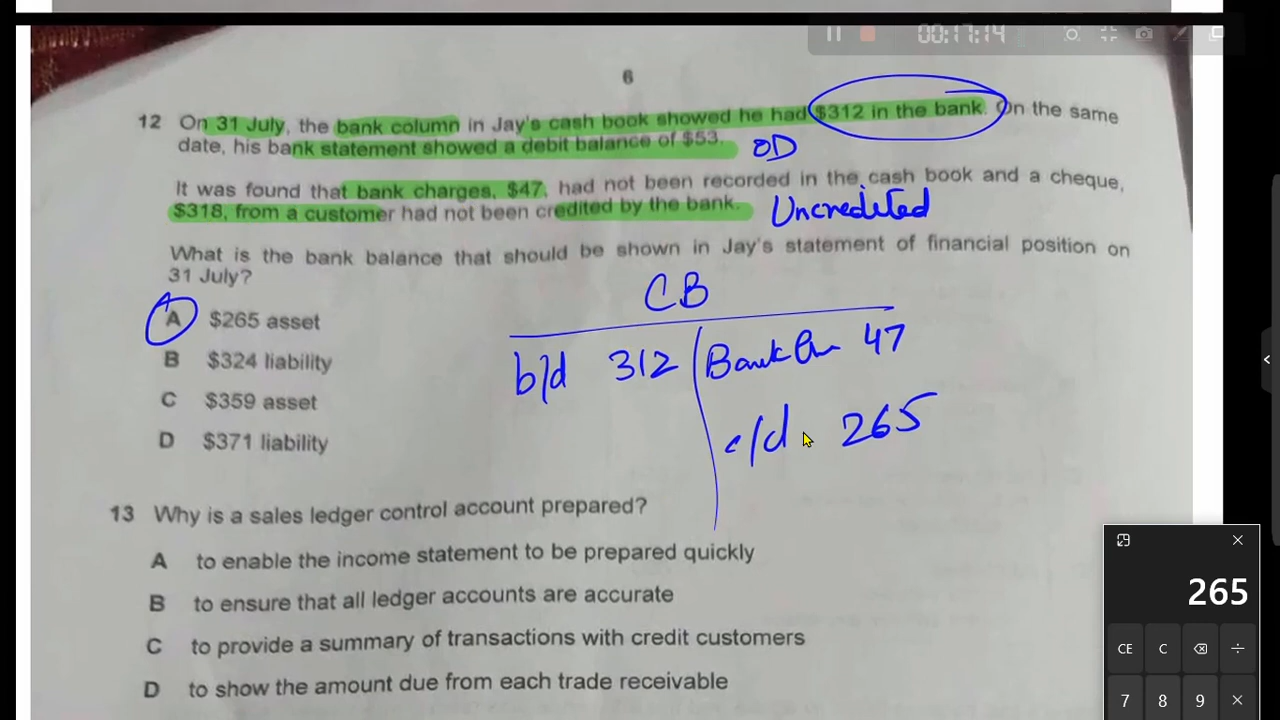 00:17:14
6
12 On 31 July, the bank column in Jay's cash book showed he had $312 in the bank. On the same
date, his bank statement showed a debit balance of $53. OD
It was found that bank charges, $47, had not been recorded in the cash book and a cheque,
$318, from a customer had not been credited by the bank. Uncredited
What is the bank balance that should be shown in Jay's statement of financial position on
31 July?
CB
A $265 asset
B $324 liability
C $359 asset
D $371 liability
b/d 312 Bank Ch 47
c/d 265
13 Why is a sales ledger control account prepared?
A to enable the income statement to be prepared quickly
B to ensure that all ledger accounts are accurate
C to provide a summary of transactions with credit customers
D to show the amount due from each trade receivable
265
CE C ÷
7 8 9 ×